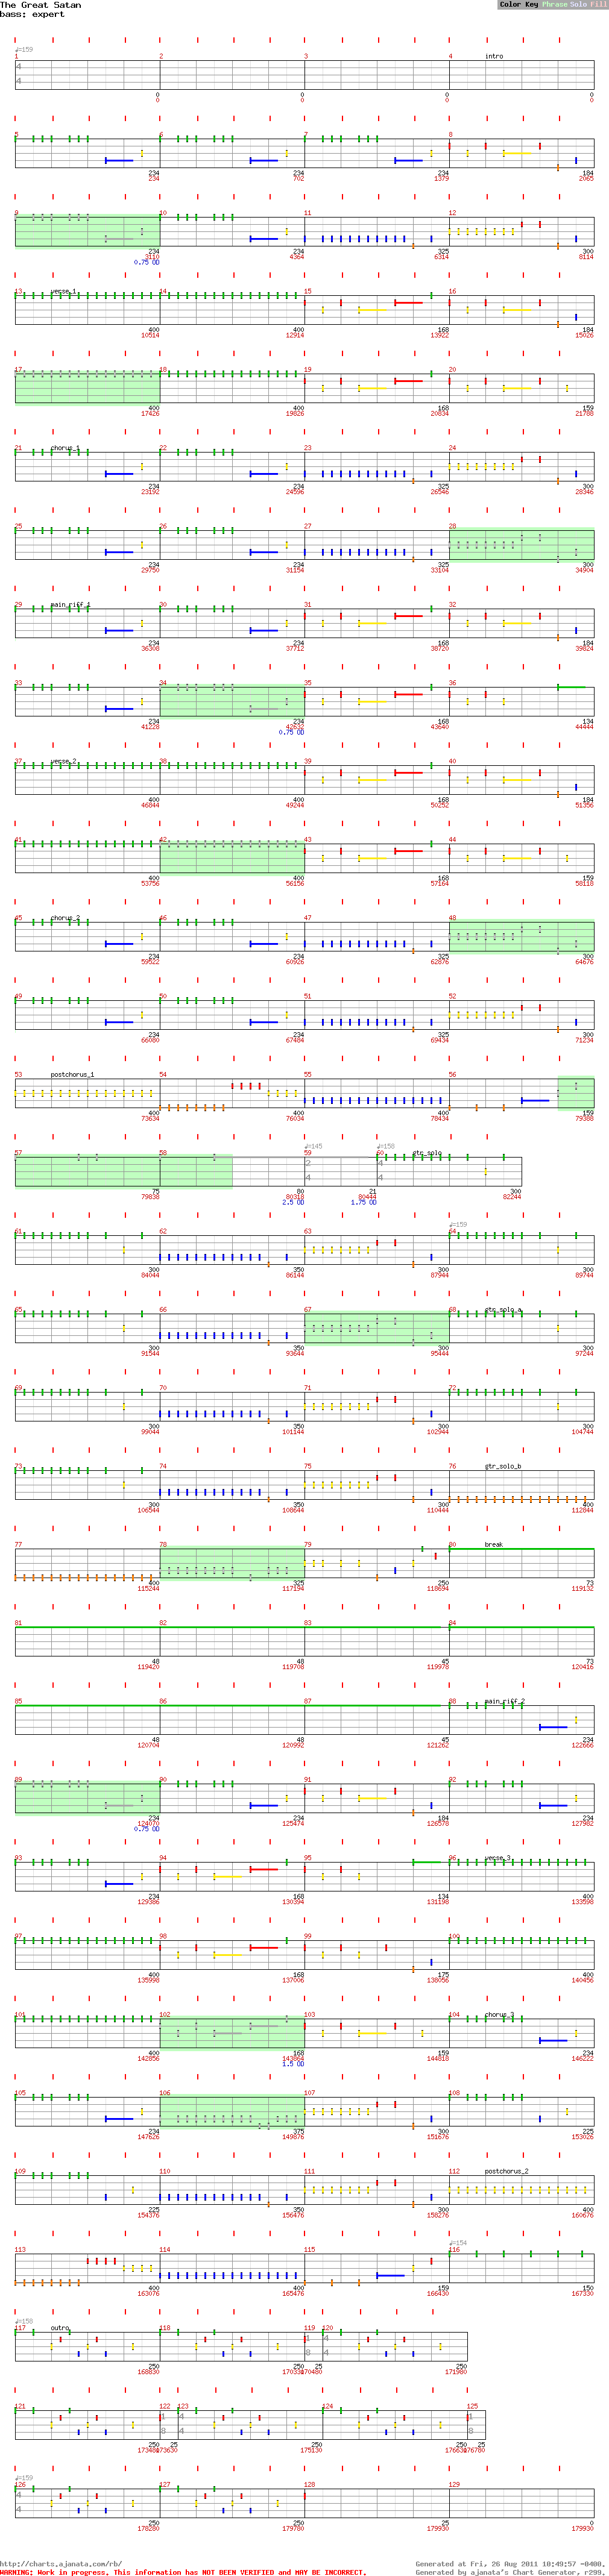 The Great Satan
bass: expert
Color Key Phrase Solo Fill
♩=159
1 2 3 4 intro
4
4
0 0 0 0
0 0 0 0
5 6 7 8
234 234 234 184
234 702 1379 2065
9 10 11 12
234 234 325 300
3110 4364 6314 8114
0.75 OD
13 verse_1 14 15 16
400 400 168 184
10514 12914 13922 15026
17 18 19 20
400 400 168 159
17426 19826 20834 21788
21 chorus_1 22 23 24
234 234 325 300
23192 24596 26546 28346
25 26 27 28
234 234 325 300
29750 31154 33104 34904
29 main_riff_1 30 31 32
234 234 168 184
36308 37712 38720 39824
33 34 35 36
234 234 168 134
41228 42632 43640 44444
0.75 OD
37 verse_2 38 39 40
400 400 168 184
46844 49244 50252 51356
41 42 43 44
400 400 168 159
53756 56156 57164 58118
45 chorus_2 46 47 48
234 234 325 300
59522 60926 62876 64676
49 50 51 52
234 234 325 300
66080 67484 69434 71234
53 postchorus_1 54 55 56
400 400 400 159
73634 76034 78434 79388
♩=145 ♩=158
57 58 59 60 gtr_solo
2 4
4 4
75 80 21 300
79838 80318 80444 82244
2.5 OD 1.75 OD
♩=159
61 62 63 64
300 350 300 300
84044 86144 87944 89744
65 66 67 68 gtr_solo_a
300 350 300 300
91544 93644 95444 97244
69 70 71 72
300 350 300 300
99044 101144 102944 104744
73 74 75 76 gtr_solo_b
300 350 300 400
106544 108644 110444 112844
77 78 79 80 break
400 325 250 73
115244 117194 118694 119132
81 82 83 84
48 48 45 73
119420 119708 119978 120416
85 86 87 88 main_riff_2
48 48 45 234
120704 120992 121262 122666
89 90 91 92
234 234 184 234
124070 125474 126578 127982
0.75 OD
93 94 95 96 verse_3
234 168 134 400
129386 130394 131198 133598
97 98 99 100
400 168 175 400
135998 137006 138056 140456
101 102 103 104 chorus_3
400 168 159 234
142856 143864 144818 146222
1.5 OD
105 106 107 108
234 375 300 225
147626 149876 151676 153026
109 110 111 112 postchorus_2
225 350 300 400
154376 156476 158276 160676
♩=154
113 114 115 116
400 400 159 150
163076 165476 166430 167330
♩=158
117 outro 118 119 120
1 4
8 4
250 250 25 250
168830 170330 170480 171980
121 122 123 124 125
1 4 1
8 4 8
250 25 250 250 25
173480 173630 175130 176630 176780
♩=159
126 127 128 129
4
4
250 250 25 0
178280 179780 179930 179930
http://charts.ajanata.com/rb/
Generated at Fri, 26 Aug 2011 18:49:57 -0400.
WARNING: Work in progress. This information has NOT BEEN VERIFIED and MAY BE INCORRECT.
Generated by ajanata's Chart Generator, r299.